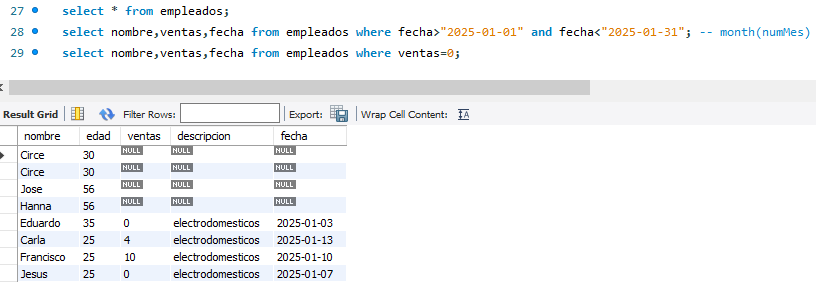 27 select * from empleados;
28 select nombre,ventas,fecha from empleados where fecha>"2025-01-01" and fecha<"2025-01-31"; -- month(numMes)
29 select nombre,ventas,fecha from empleados where ventas=0;
Result Grid Filter Rows: Export: Wrap Cell Content:
nombre edad ventas descripcion fecha
Circe 30 NULL NULL NULL
Circe 30 NULL NULL NULL
Jose 56 NULL NULL NULL
Hanna 56 NULL NULL NULL
Eduardo 35 0 electrodomesticos 2025-01-03
Carla 25 4 electrodomesticos 2025-01-13
Francisco 25 10 electrodomesticos 2025-01-10
Jesus 25 0 electrodomesticos 2025-01-07